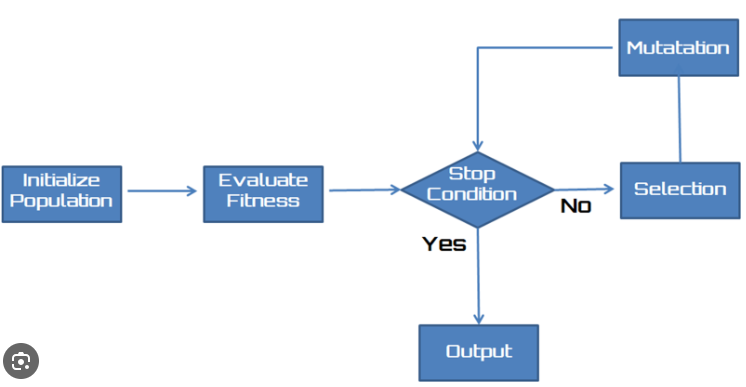 Mutatation
Initialize
Population
Evaluate
Fitness
Stop
Condition
Selection
No
Yes
Output